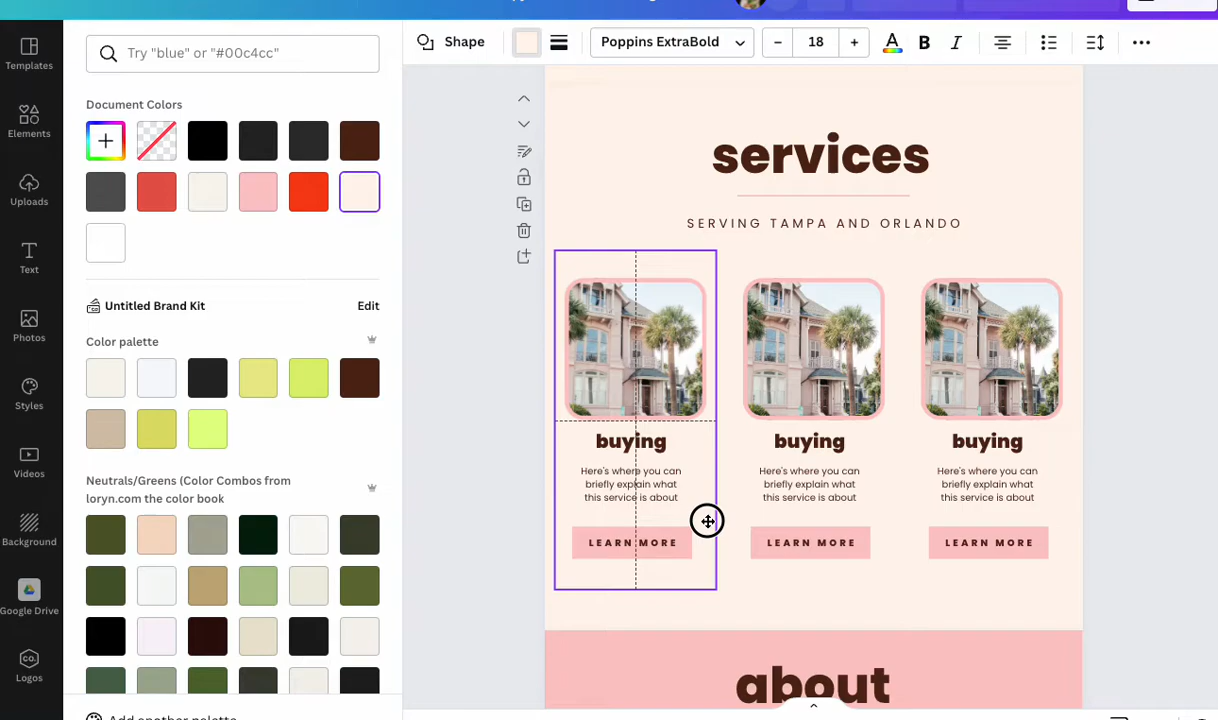 Try "blue" or "#00c4cc"
Shape
Poppins ExtraBold
18
B
I
Templates
Elements
Uploads
Text
Photos
Styles
Videos
Background
Google Drive
co.
Logos
Document Colors
Untitled Brand Kit
Edit
Color palette
Neutrals/Greens (Color Combos from
loryn.com the color book
Add another palette
services
SERVING TAMPA AND ORLANDO
buying
Here's where you can
briefly explain what
this service is about
LEARN MORE
buying
Here's where you can
briefly explain what
this service is about
LEARN MORE
buying
Here's where you can
briefly explain what
this service is about
LEARN MORE
about